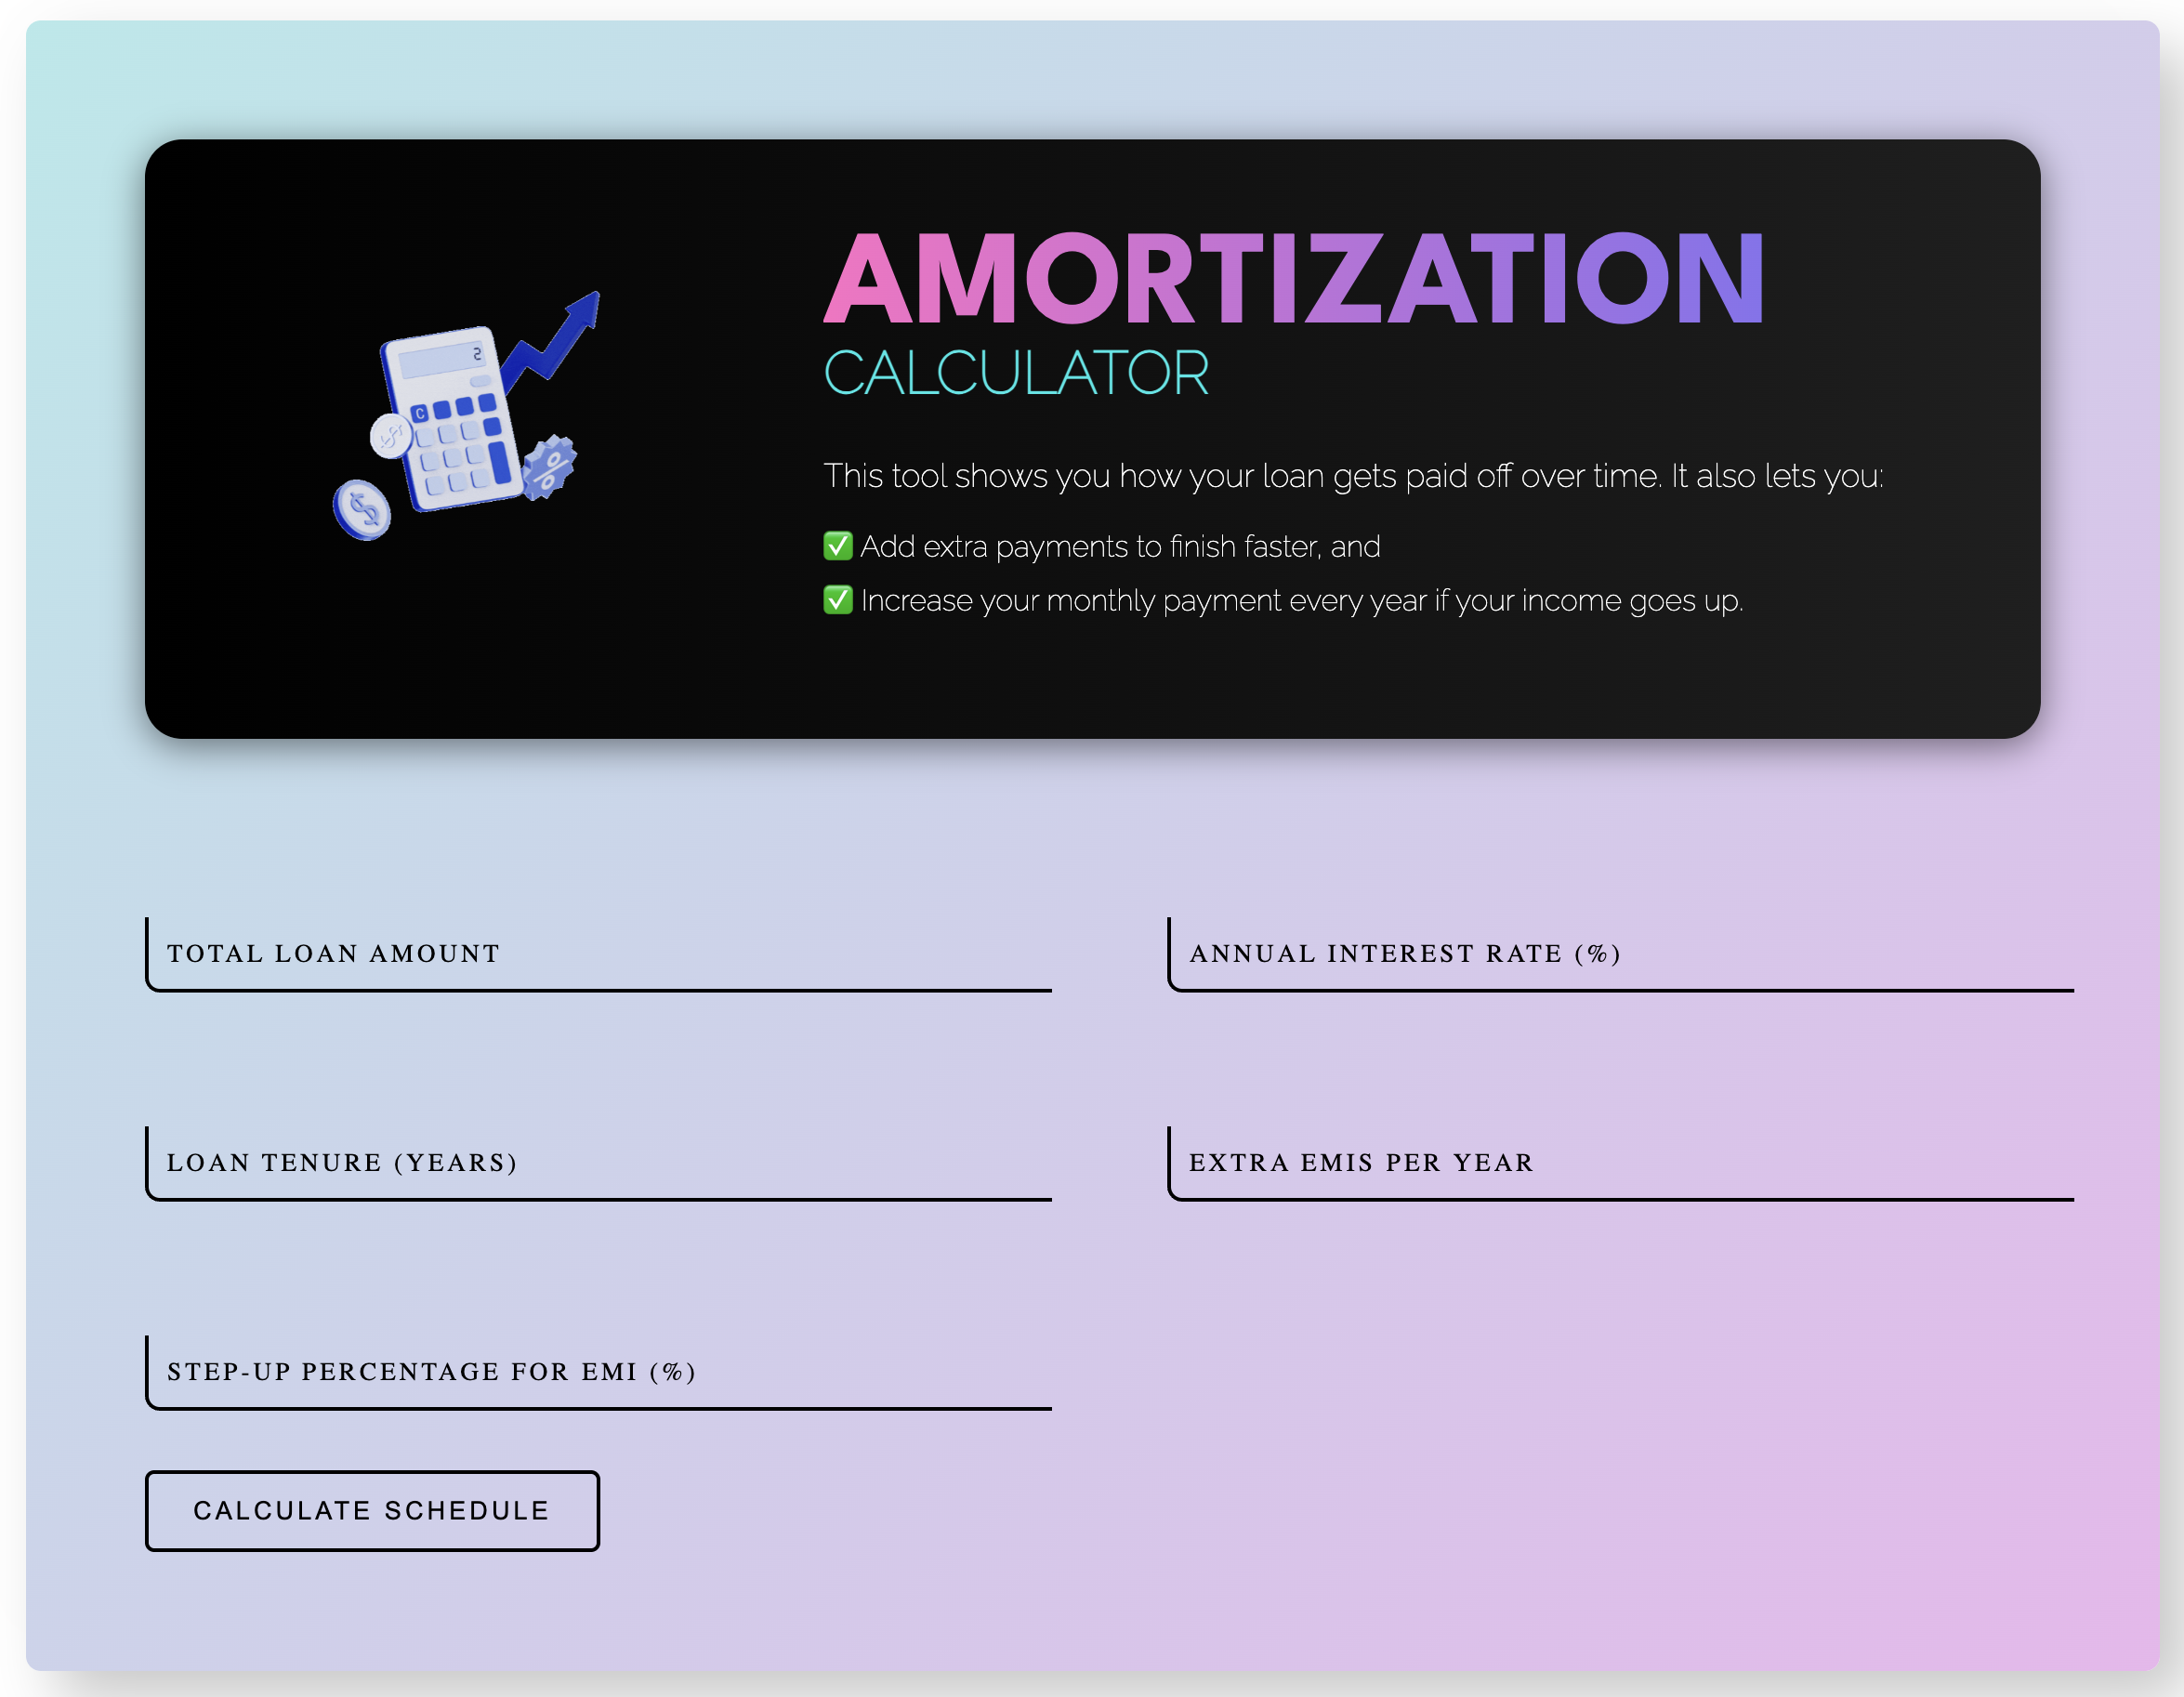 AMORTIZATION
CALCULATOR
This tool shows you how your loan gets paid off over time. It also lets you:
✅ Add extra payments to finish faster, and
✅ Increase your monthly payment every year if your income goes up.
2
C
$
%
$
TOTAL LOAN AMOUNT
ANNUAL INTEREST RATE (%)
LOAN TENURE (YEARS)
EXTRA EMIS PER YEAR
STEP-UP PERCENTAGE FOR EMI (%)
CALCULATE SCHEDULE